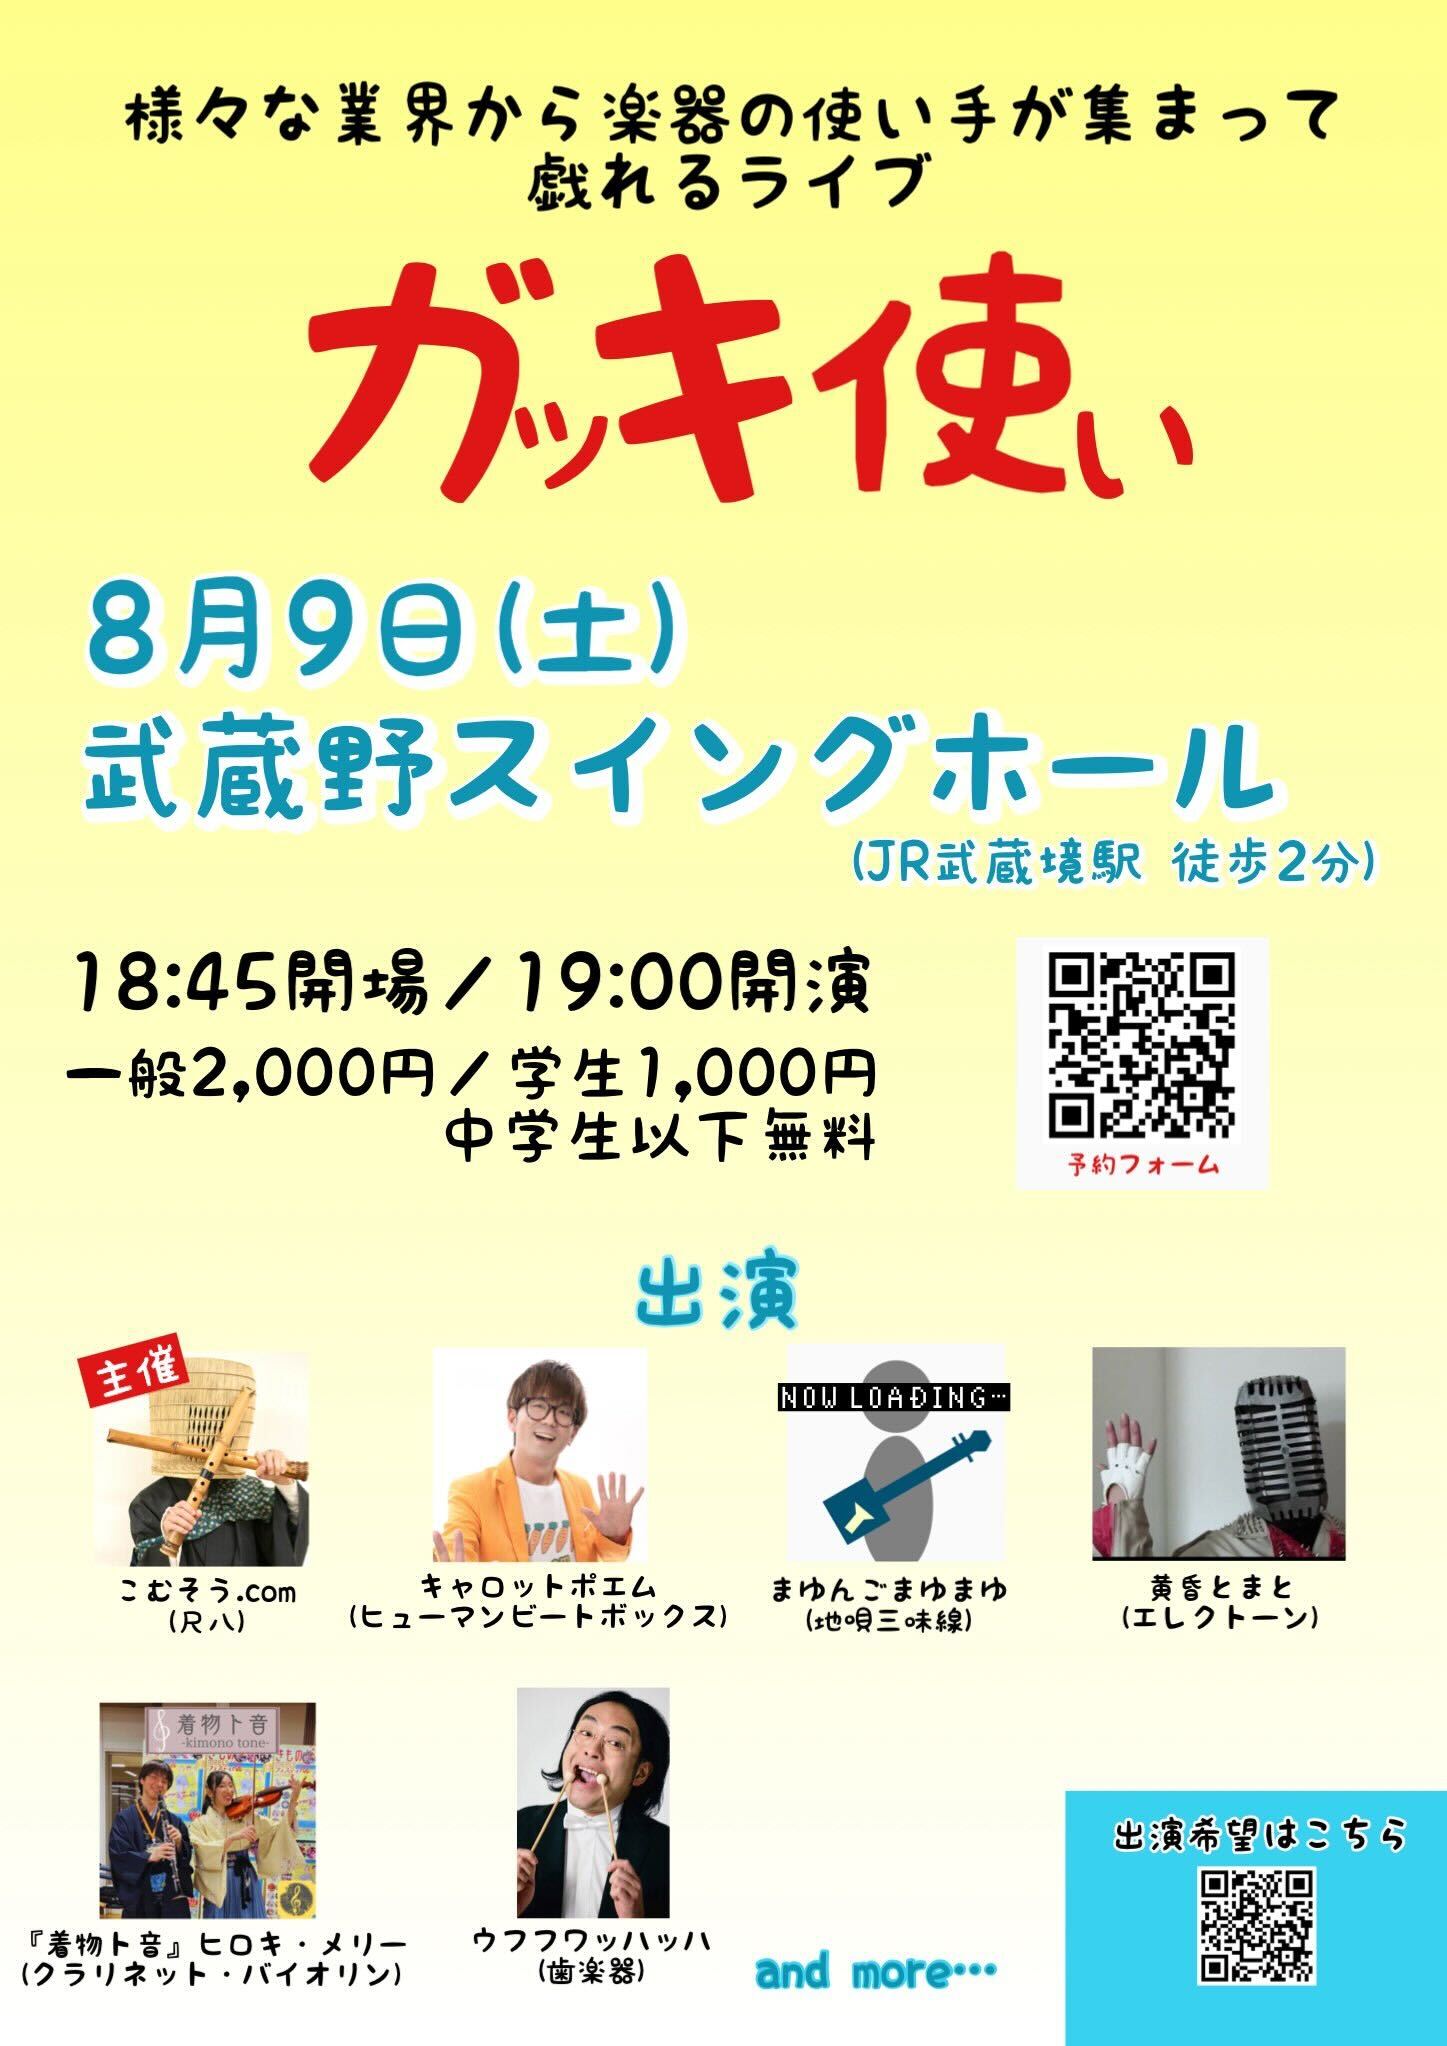 様々な業界から楽器の使い手が集まって
戯れるライブ
ガッキ使い
8月9日(土)
武蔵野スイングホール
(JR武蔵境駅 徒歩2分)
18:45開場/19:00開演
一般2,000円/学生1,000円
中学生以下無料
予約フォーム
出演
主催
こむそう.com
(尺八)
キャロットポエム
(ヒューマンビートボックス)
NOW LOADING…
まゆんごまゆまゆ
(地唄三味線)
黄昏とまと
(エレクトーン)
着物ト音
-kimono tone-
『着物ト音』ヒロキ・メリー
(クラリネット・バイオリン)
ウフフワッハッハ
(歯楽器)
and more…
出演希望はこちら